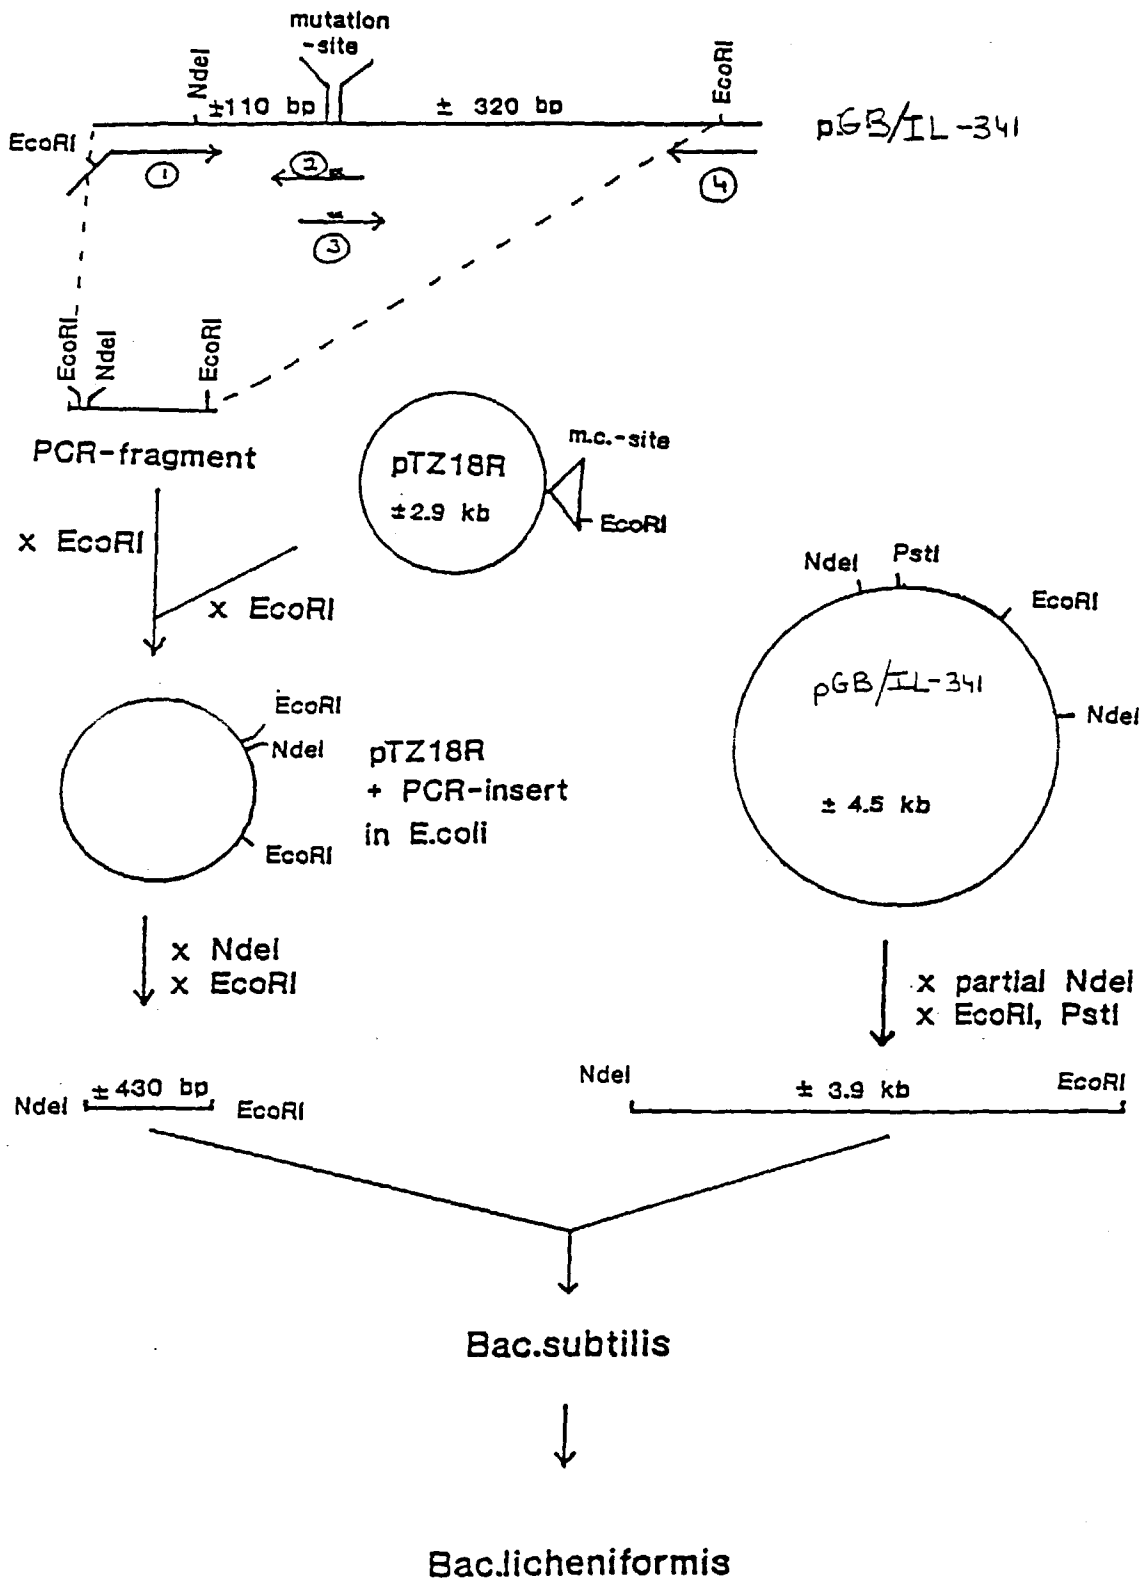 mutation
-site
NdeI
±110 bp
± 320 bp
EcoRI
pGB/IL-341
EcoRI
1
2
3
4
EcoRI
NdeI
EcoRI
PCR-fragment
pTZ18R
±2.9 kb
m.c.-site
EcoRI
x EcoRI
x EcoRI
NdeI
PstI
EcoRI
pGB/IL-341
NdeI
± 4.5 kb
EcoRI
NdeI
EcoRI
pTZ18R
+ PCR-insert
in E.coli
x NdeI
x EcoRI
x partial NdeI
x EcoRI, PstI
NdeI
±430 bp
EcoRI
NdeI
± 3.9 kb
EcoRI
Bac.subtilis
Bac.licheniformis